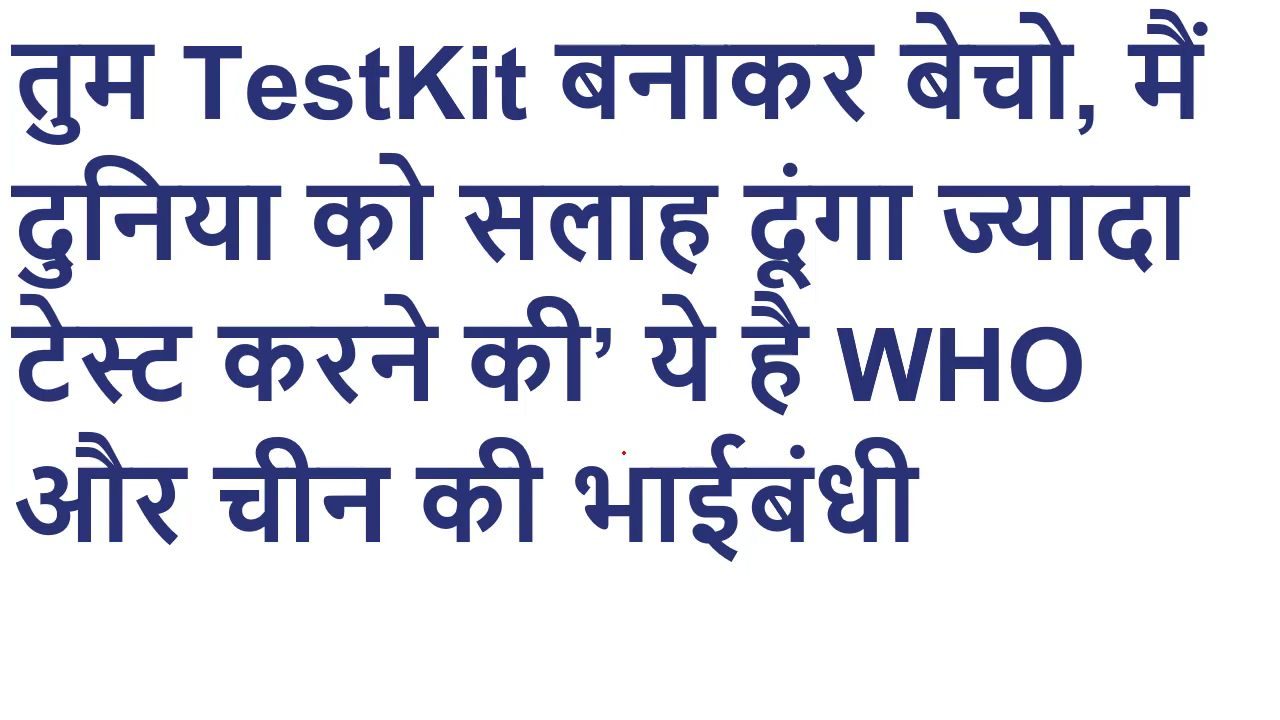 तुम TestKit बनाकर बेचो, मैं
दुनिया को सलाह दूंगा ज्यादा
टेस्ट करने की’ ये है WHO
और चीन की भाईबंधी